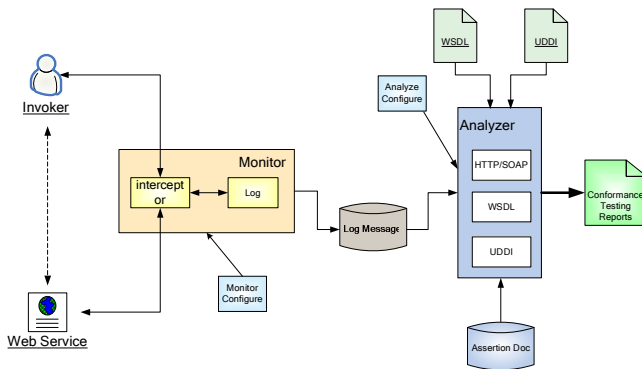 WSDL
UDDI
Invoker
Analyze
Configure
Analyzer
HTTP/SOAP
Monitor
intercept
or
Log
WSDL
Conformance
Testing
Reports
Log Message
UDDI
Monitor
Configure
Web Service
Assertion Doc